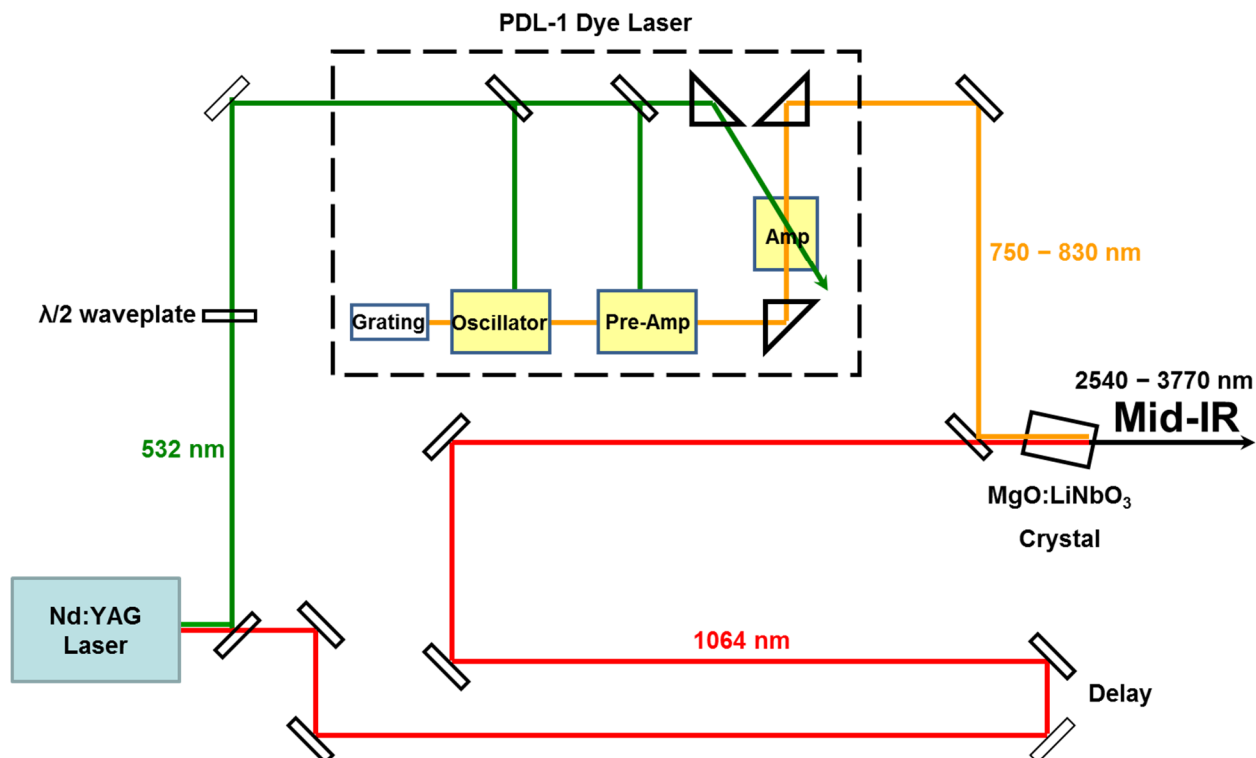 PDL-1 Dye Laser
Amp
750 − 830 nm
λ/2 waveplate
Grating
Oscillator
Pre-Amp
2540 − 3770 nm
Mid-IR
532 nm
MgO:LiNbO₃
Crystal
Nd:YAG
Laser
1064 nm
Delay